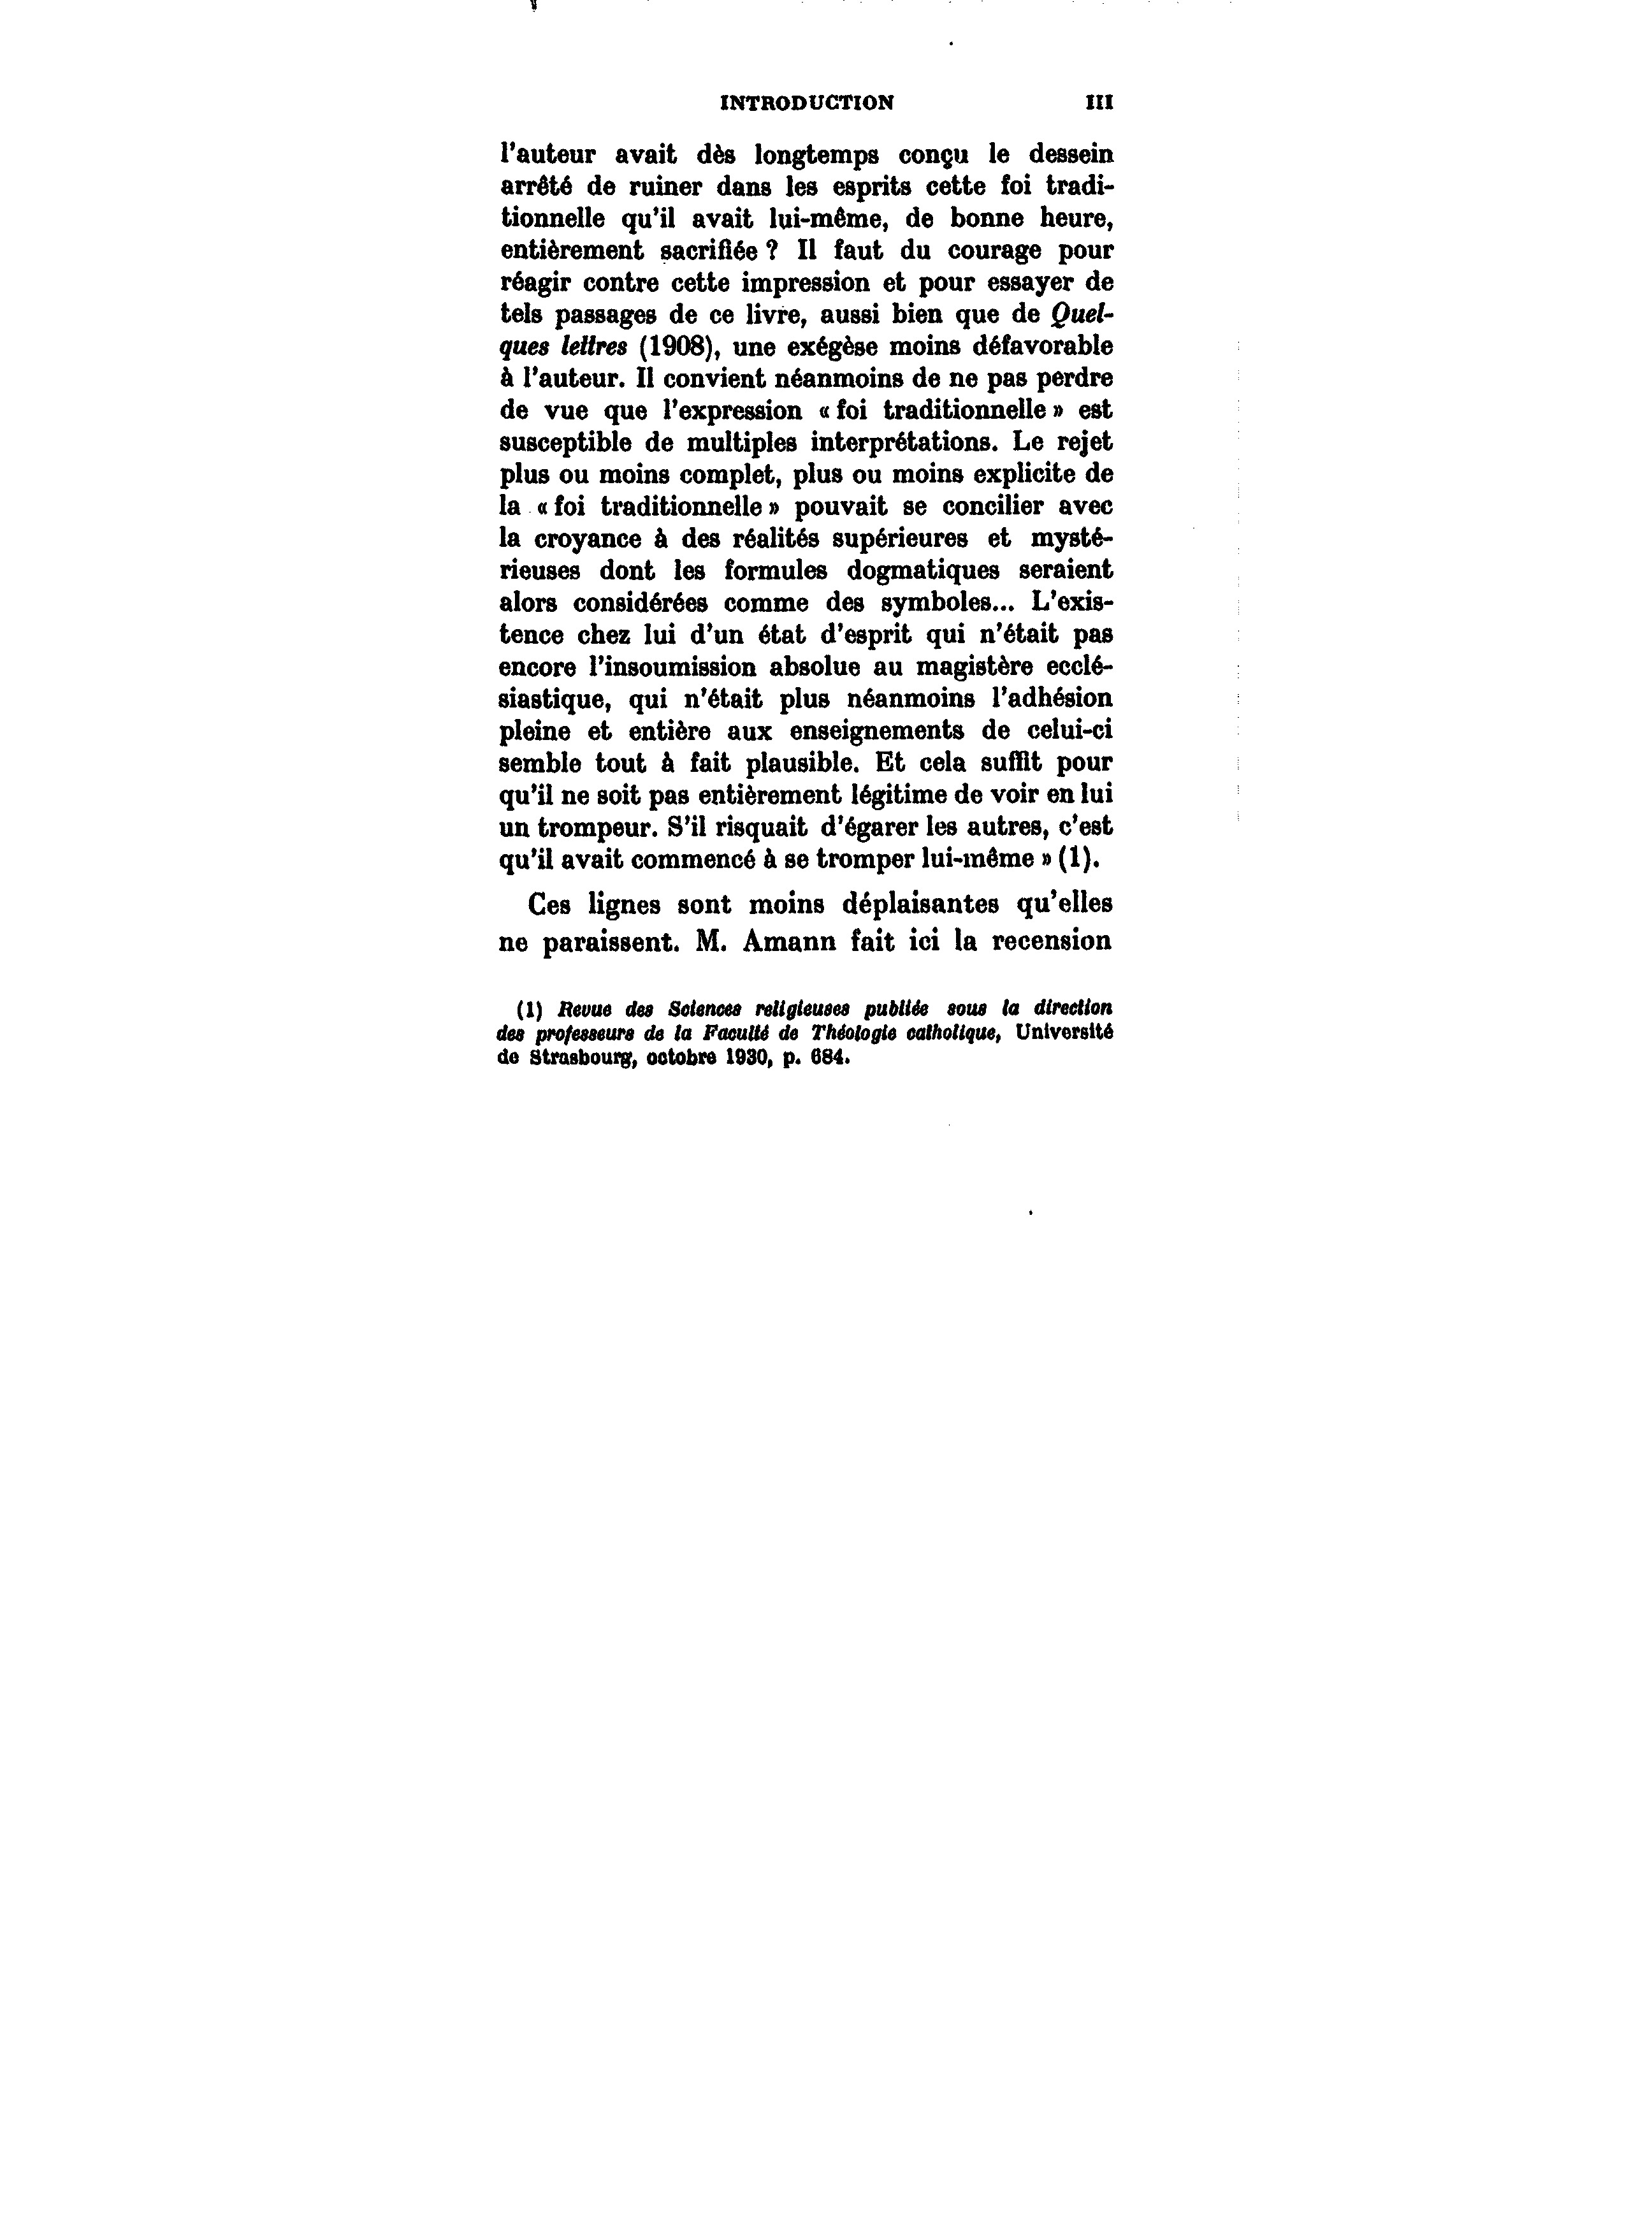 INTRODUCTION III
l'auteur avait dès longtemps conçu le dessein
arrêté de ruiner dans les esprits cette foi tradi-
tionnelle qu'il avait lui-même, de bonne heure,
entièrement sacrifiée ? Il faut du courage pour
réagir contre cette impression et pour essayer de
tels passages de ce livre, aussi bien que de Quel-
ques lettres (1908), une exégèse moins défavorable
à l'auteur. Il convient néanmoins de ne pas perdre
de vue que l'expression « foi traditionnelle » est
susceptible de multiples interprétations. Le rejet
plus ou moins complet, plus ou moins explicite de
la « foi traditionnelle » pouvait se concilier avec
la croyance à des réalités supérieures et mysté-
rieuses dont les formules dogmatiques seraient
alors considérées comme des symboles... L'exis-
tence chez lui d'un état d'esprit qui n'était pas
encore l'insoumission absolue au magistère ecclé-
siastique, qui n'était plus néanmoins l'adhésion
pleine et entière aux enseignements de celui-ci
semble tout à fait plausible. Et cela suffit pour
qu'il ne soit pas entièrement légitime de voir en lui
un trompeur. S'il risquait d'égarer les autres, c'est
qu'il avait commencé à se tromper lui-même » (1).
Ces lignes sont moins déplaisantes qu'elles
ne paraissent. M. Amann fait ici la recension
(1) Revue des Sciences religieuses publiée sous la direction
des professeurs de la Faculté de Théologie catholique, Université
de Strasbourg, octobre 1930, p. 684.